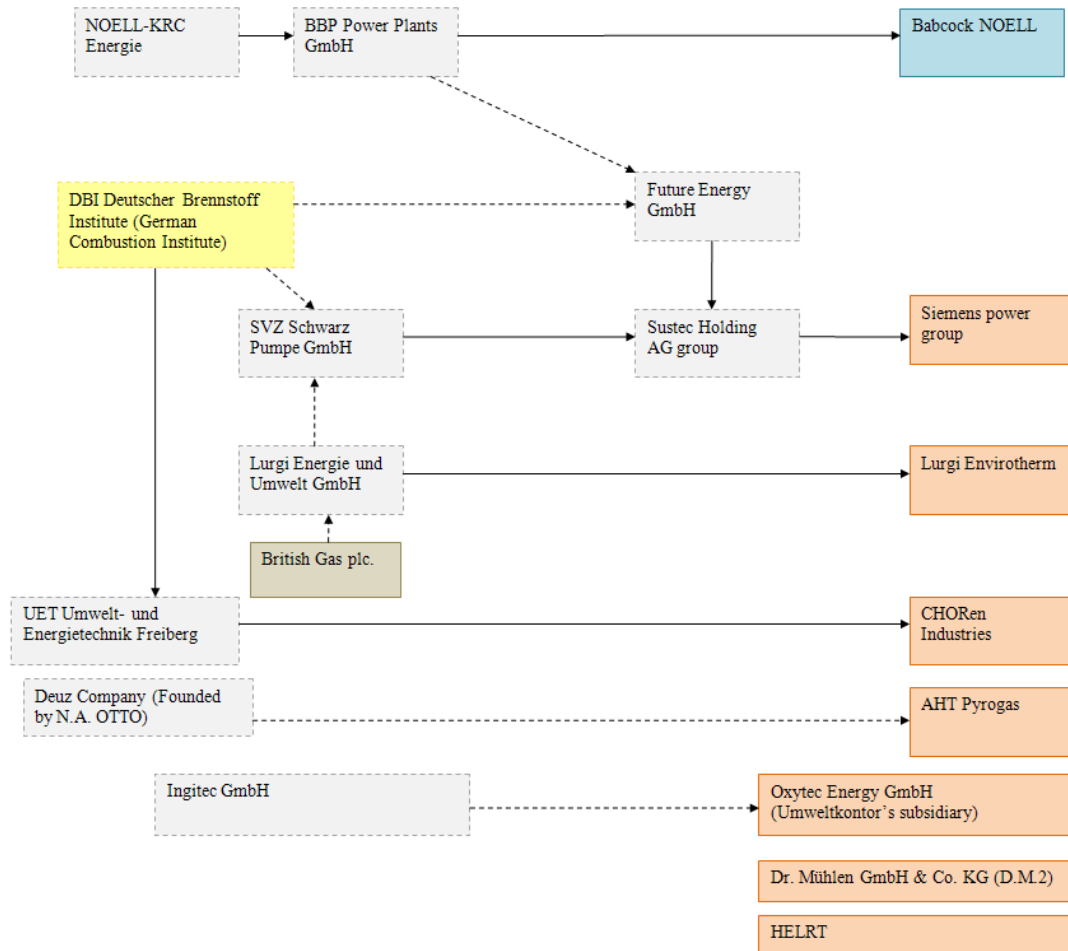 NOELL-KRC
Energie
BBP Power Plants
GmbH
Babcock NOELL
Future Energy
GmbH
DBI Deutscher Brennstoff
Institute (German
Combustion Institute)
SVZ Schwarz
Pumpe GmbH
Sustec Holding
AG group
Siemens power
group
Lurgi Energie und
Umwelt GmbH
Lurgi Envirotherm
British Gas plc.
UET Umwelt- und
Energietechnik Freiberg
CHORen
Industries
Deuz Company (Founded
by N.A. OTTO)
AHT Pyrogas
Ingitec GmbH
Oxytec Energy GmbH
(Umweltkontor’s subsidiary)
Dr. Mühlen GmbH & Co. KG (D.M.2)
HELRT